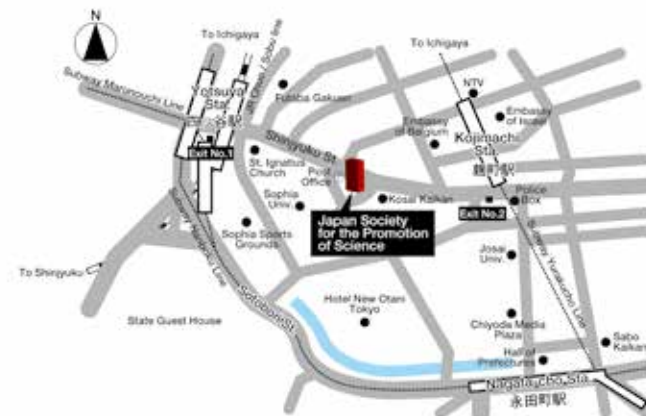 N
To Ichigaya
JR Chuo / Sobu line
Subway Marunouchi Line
Yotsuya
Sta.
四ツ谷駅
Exit No.1
Futaba Gakuen
Shinjyuku St.
St. Ignatius
Church
Post
Office
Sophia
Univ.
Sophia Sports
Grounds
Subway Nanboku Line
To Shinjyuku
State Guest House
Sotobori St.
Japan Society
for the Promotion
of Science
Kosai Kaikan
To Ichigaya
NTV
Embassy
of Israel
Embassy
of Belgium
Kojimachi
Sta.
麹町駅
Police
Box
Exit No.2
Josai
Univ.
Subway Yurakucho Line
Hotel New Otani
Tokyo
Chiyoda Media
Plaza
Sabo
Kaikan
Hall of
Prefectures
Nagata-cho Sta.
永田町駅